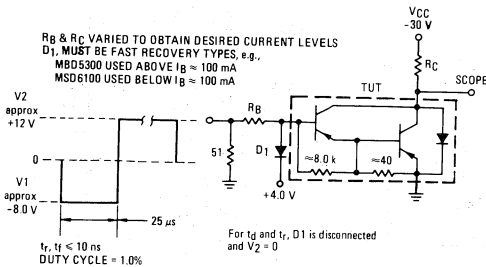 RB & RC VARIED TO OBTAIN DESIRED CURRENT LEVELS
D1, MUST BE FAST RECOVERY TYPES, e.g.,
MBD5300 USED ABOVE IB ≈ 100 mA
MSD6100 USED BELOW IB ≈ 100 mA
VCC
-30 V
RC
SCOPE
TUT
V2
approx
+12 V
0
V1
approx
-8.0 V
25 μs
RB
51
D1
+4.0 V
≈8.0 k
≈40
tr, tf ≤ 10 ns
DUTY CYCLE = 1.0%
For td and tr, D1 is disconnected
and V2 = 0